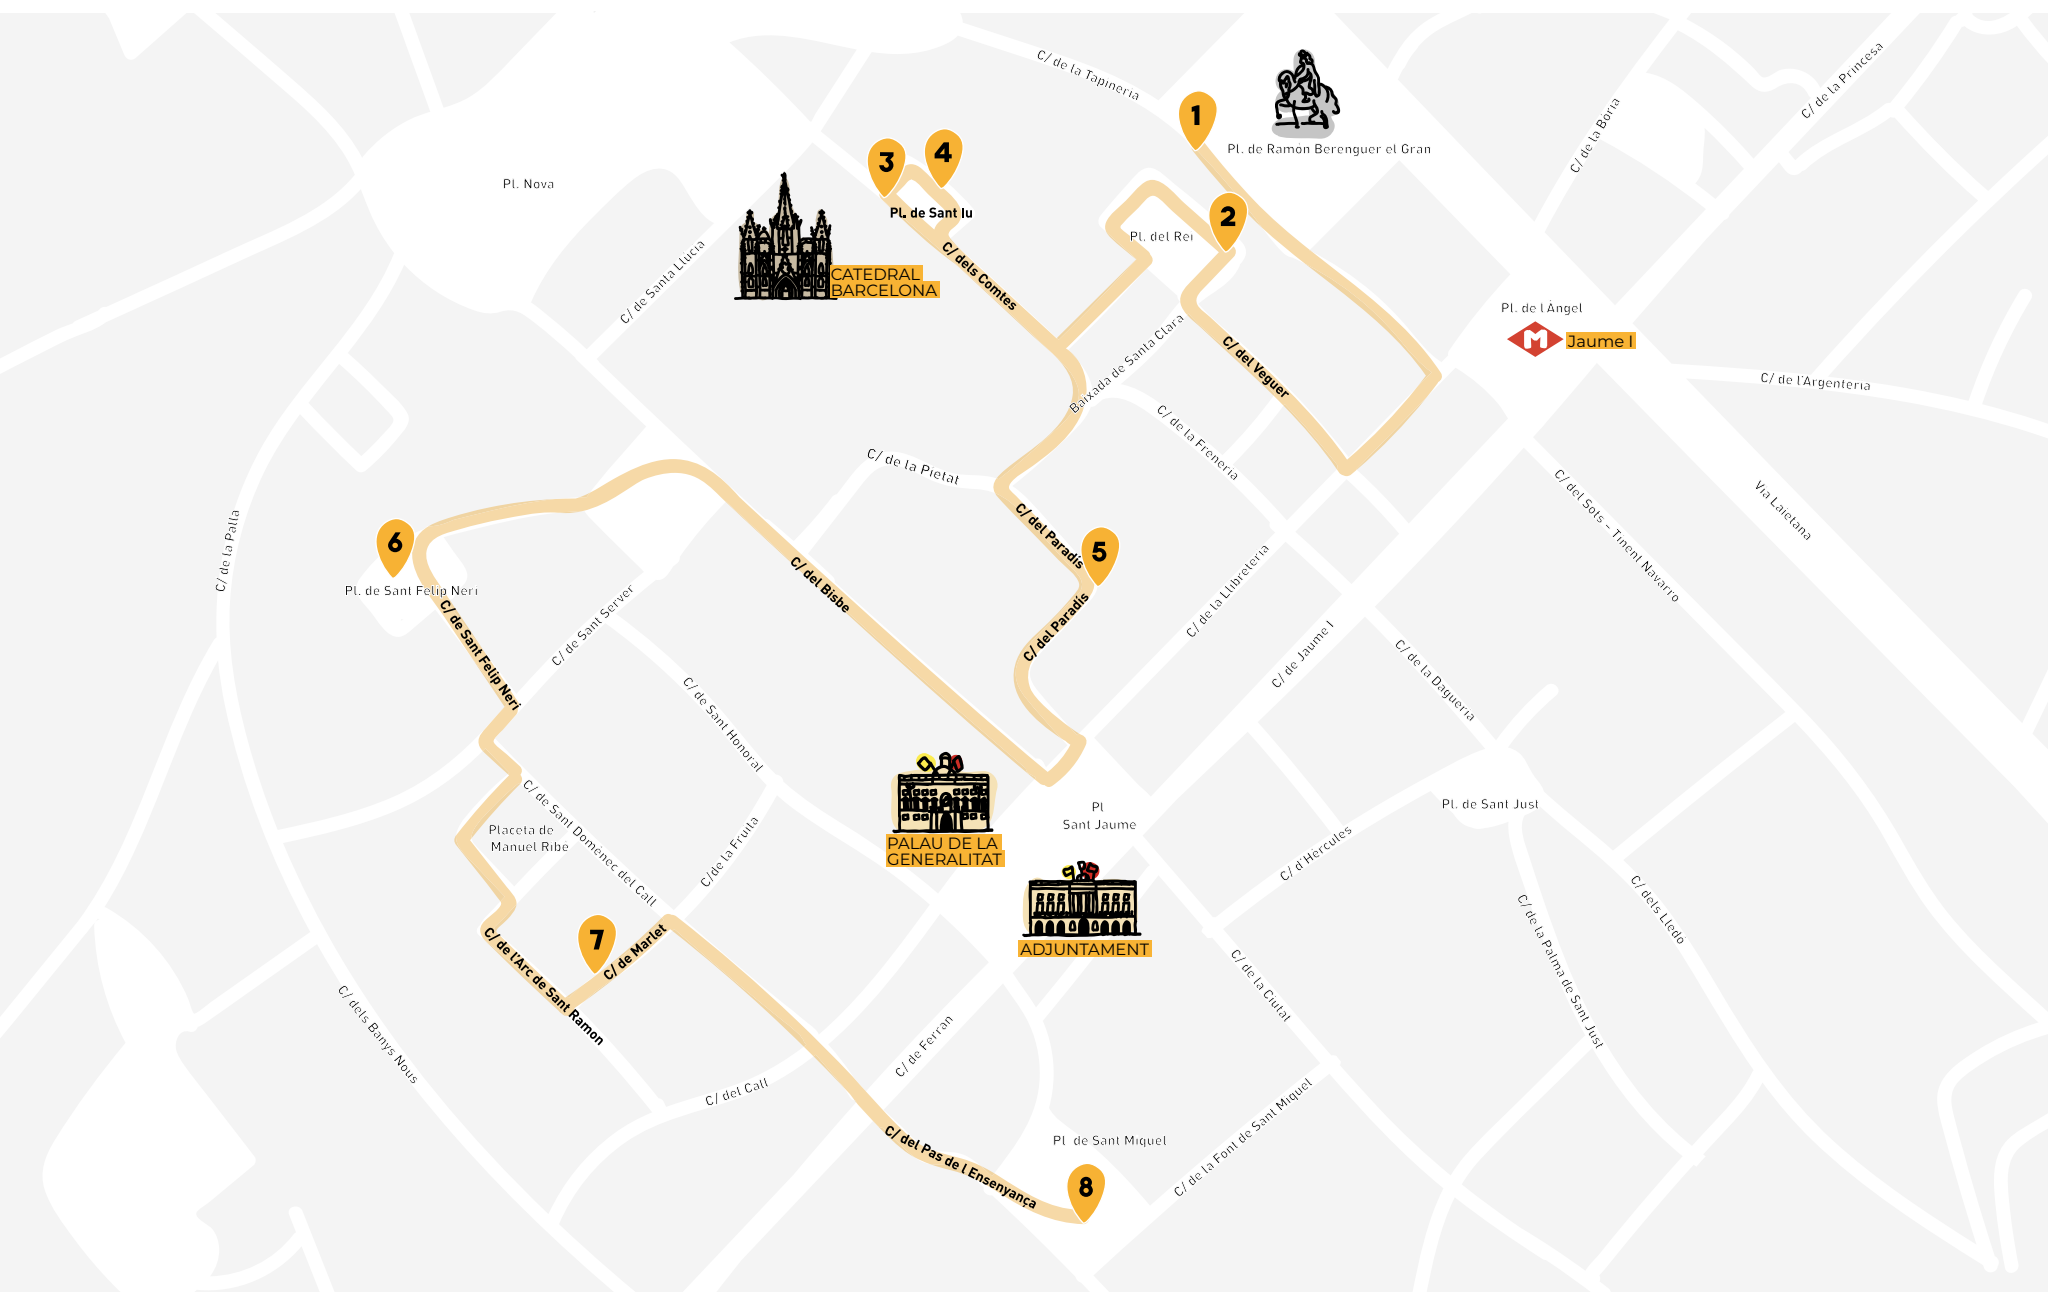 C/ de la Tapineria
1
Pl. de Ramón Berenguer el Gran
C/ de la Bòria
C/ de la Princesa
3
4
Pl. Nova
Pl. de Sant Iu
2
Pl. del Rei
C/ de Santa Llúcia
CATEDRAL
BARCELONA
C/ dels Comtes
Pl. de l'Àngel
M
Jaume I
Baixada de Santa Clara
C/ del Veguer
C/ de l'Argenteria
C/ de la Freneria
C/ de la Pietat
C/ del Paradís
5
C/ del Paradís
C/ del Sots - Tinent Navarro
Via Laietana
C/ de la Palla
6
Pl. de Sant Felip Neri
C/ de Sant Felip Neri
C/ de Sant Server
C/ del Bisbe
C/ de la Llibreteria
C/ de Jaume I
C/ de la Dagueria
C/ de Sant Honorat
C/ de Sant Domènec del Call
Placeta de
Manuel Ribé
C/de la Fruita
PALAU DE LA
GENERALITAT
Pl
Sant Jaume
ADJUNTAMENT
C/ d'Hèrcules
Pl. de Sant Just
C/ dels Lledó
C/ de la Palma de Sant Just
7
C/ de Marlet
C/ de l'Arc de Sant Ramon
C/ dels Banys Nous
C/ de la Ciutat
C/ de Ferran
C/ del Call
C/ del Pas de l Ensenyança
Pl de Sant Miquel
C/ de la Font de Sant Miquel
8